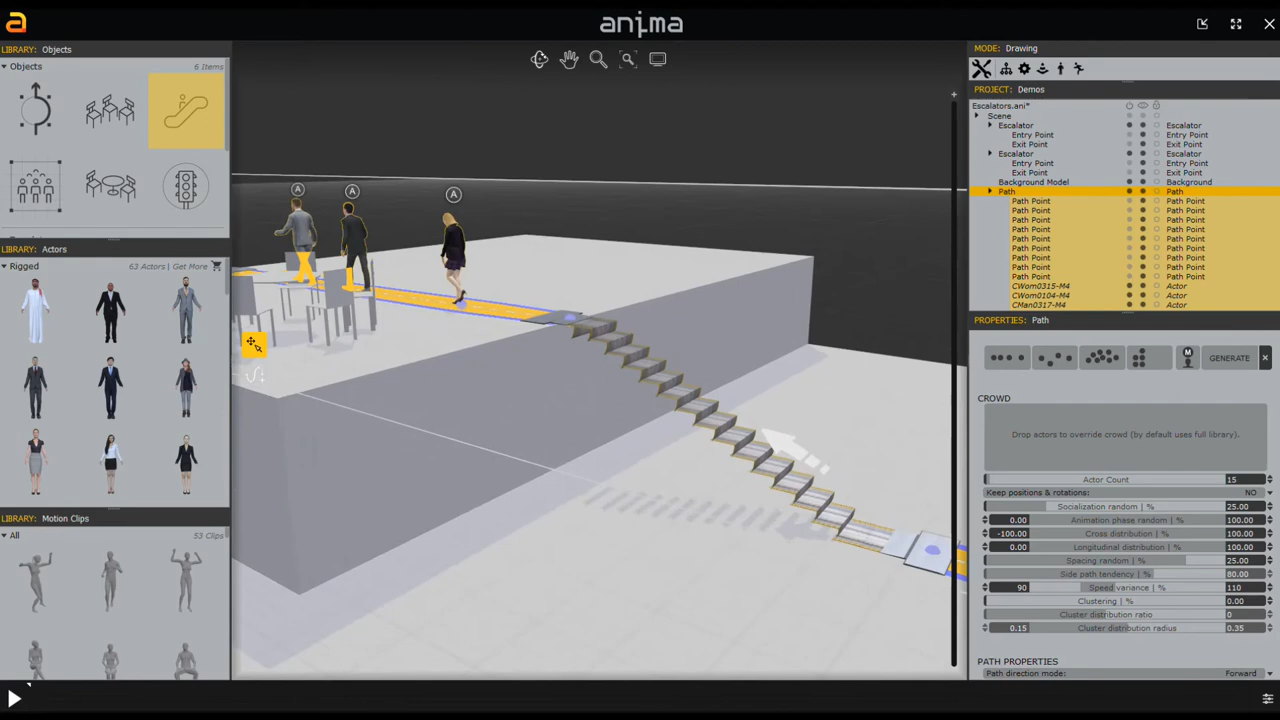 a
anima
LIBRARY: Objects
Objects
6 Items
LIBRARY: Actors
Rigged
63 Actors | Get More
LIBRARY: Motion Clips
All
53 Clips
A
A
A
MODE: Drawing
PROJECT: Demos
Escalators.ani*
Scene
Escalator Escalator
Entry Point Entry Point
Exit Point Exit Point
Escalator Escalator
Entry Point Entry Point
Exit Point Exit Point
Background Model Background
Path Path
Path Point Path Point
Path Point Path Point
Path Point Path Point
Path Point Path Point
Path Point Path Point
Path Point Path Point
Path Point Path Point
Path Point Path Point
Path Point Path Point
CWom0315-M4 Actor
CWom0104-M4 Actor
CMan0317-M4 Actor
PROPERTIES: Path
M
GENERATE
CROWD
Drop actors to override crowd (by default uses full library).
Actor Count 15
Keep positions & rotations: NO
Socialization random | % 25.00
0.00 Animation phase random | % 100.00
-100.00 Cross distribution | % 100.00
0.00 Longitudinal distribution | % 100.00
Spacing random | % 25.00
Side path tendency | % 80.00
90 Speed variance | % 110
Clustering | % 0.00
Cluster distribution ratio 0
0.15 Cluster distribution radius 0.35
PATH PROPERTIES
Path direction mode: Forward